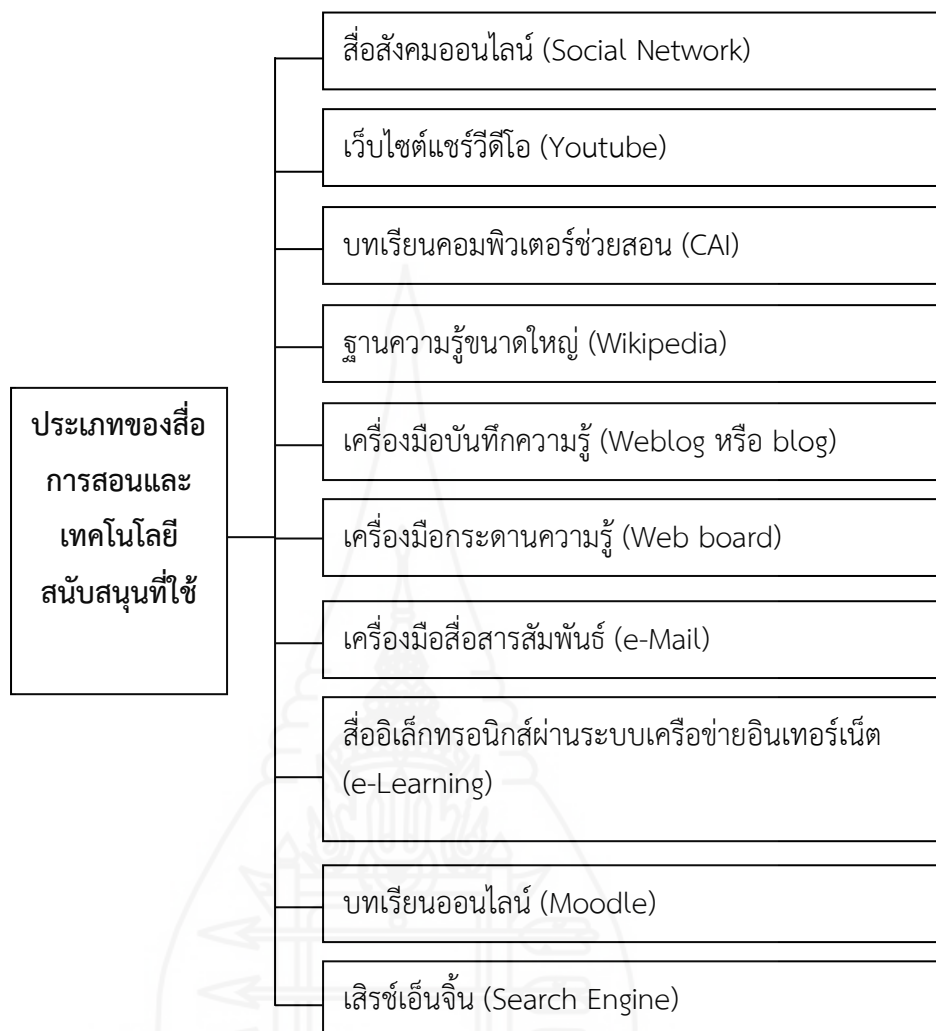 สื่อสังคมออนไลน์ (Social Network)
เว็บไซต์แชร์วีดีโอ (Youtube)
บทเรียนคอมพิวเตอร์ช่วยสอน (CAI)
ฐานความรู้ขนาดใหญ่ (Wikipedia)
ประเภทของสื่อ
การสอนและ
เทคโนโลยี
สนับสนุนที่ใช้
เครื่องมือบันทึกความรู้ (Weblog หรือ blog)
เครื่องมือกระดานความรู้ (Web board)
เครื่องมือสื่อสารสัมพันธ์ (e-Mail)
สื่ออิเล็กทรอนิกส์ผ่านระบบเครือข่ายอินเทอร์เน็ต
(e-Learning)
บทเรียนออนไลน์ (Moodle)
เสิรช์เอ็นจิ้น (Search Engine)